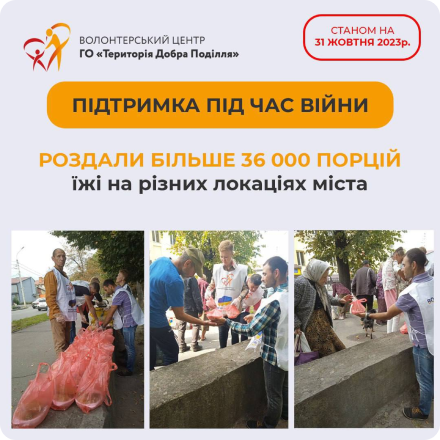 ВОЛОНТЕРСЬКИЙ ЦЕНТР
ГО «Територія Добра Поділля»
СТАНОМ НА
31 ЖОВТНЯ 2023р.
ПІДТРИМКА ПІД ЧАС ВІЙНИ
РОЗДАЛИ БІЛЬШЕ 36 000 ПОРЦІЙ
їжі на різних локаціях міста